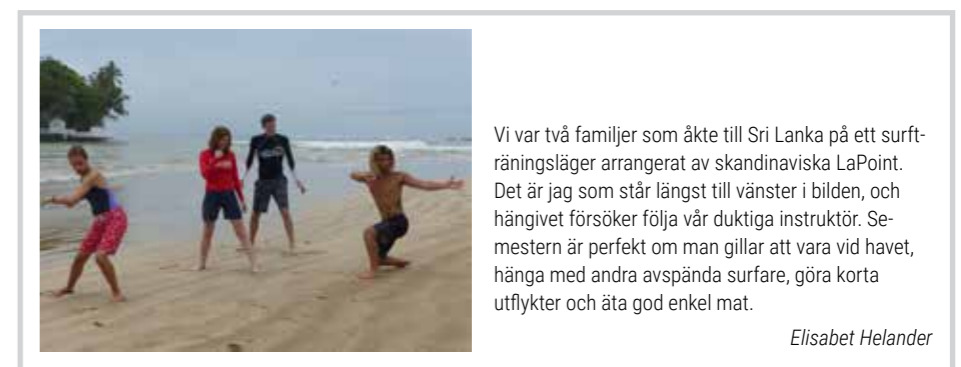 Vi var två familjer som åkte till Sri Lanka på ett surft-
räningsläger arrangerat av skandinaviska LaPoint.
Det är jag som står längst till vänster i bilden, och
hängivet försöker följa vår duktiga instruktör. Se-
mestern är perfekt om man gillar att vara vid havet,
hänga med andra avspända surfare, göra korta
utflykter och äta god enkel mat.
Elisabet Helander